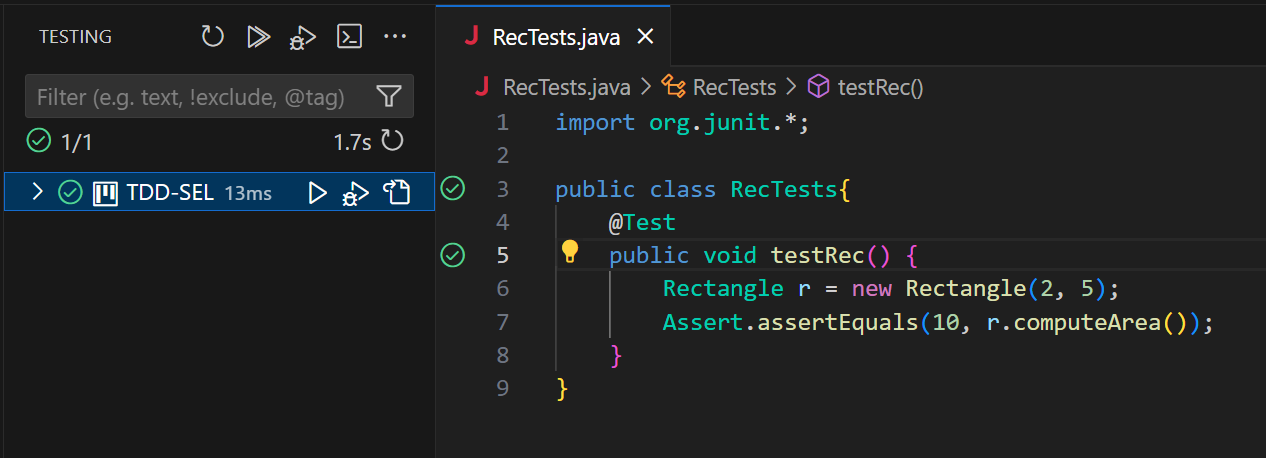 TESTING
Filter (e.g. text, !exclude, @tag)
1/1 1.7s
TDD-SEL 13ms
RecTests.java
RecTests.java > RecTests > testRec()
1 import org.junit.*;
2
3 public class RecTests{
4 @Test
5 public void testRec() {
6 Rectangle r = new Rectangle(2, 5);
7 Assert.assertEquals(10, r.computeArea());
8 }
9 }